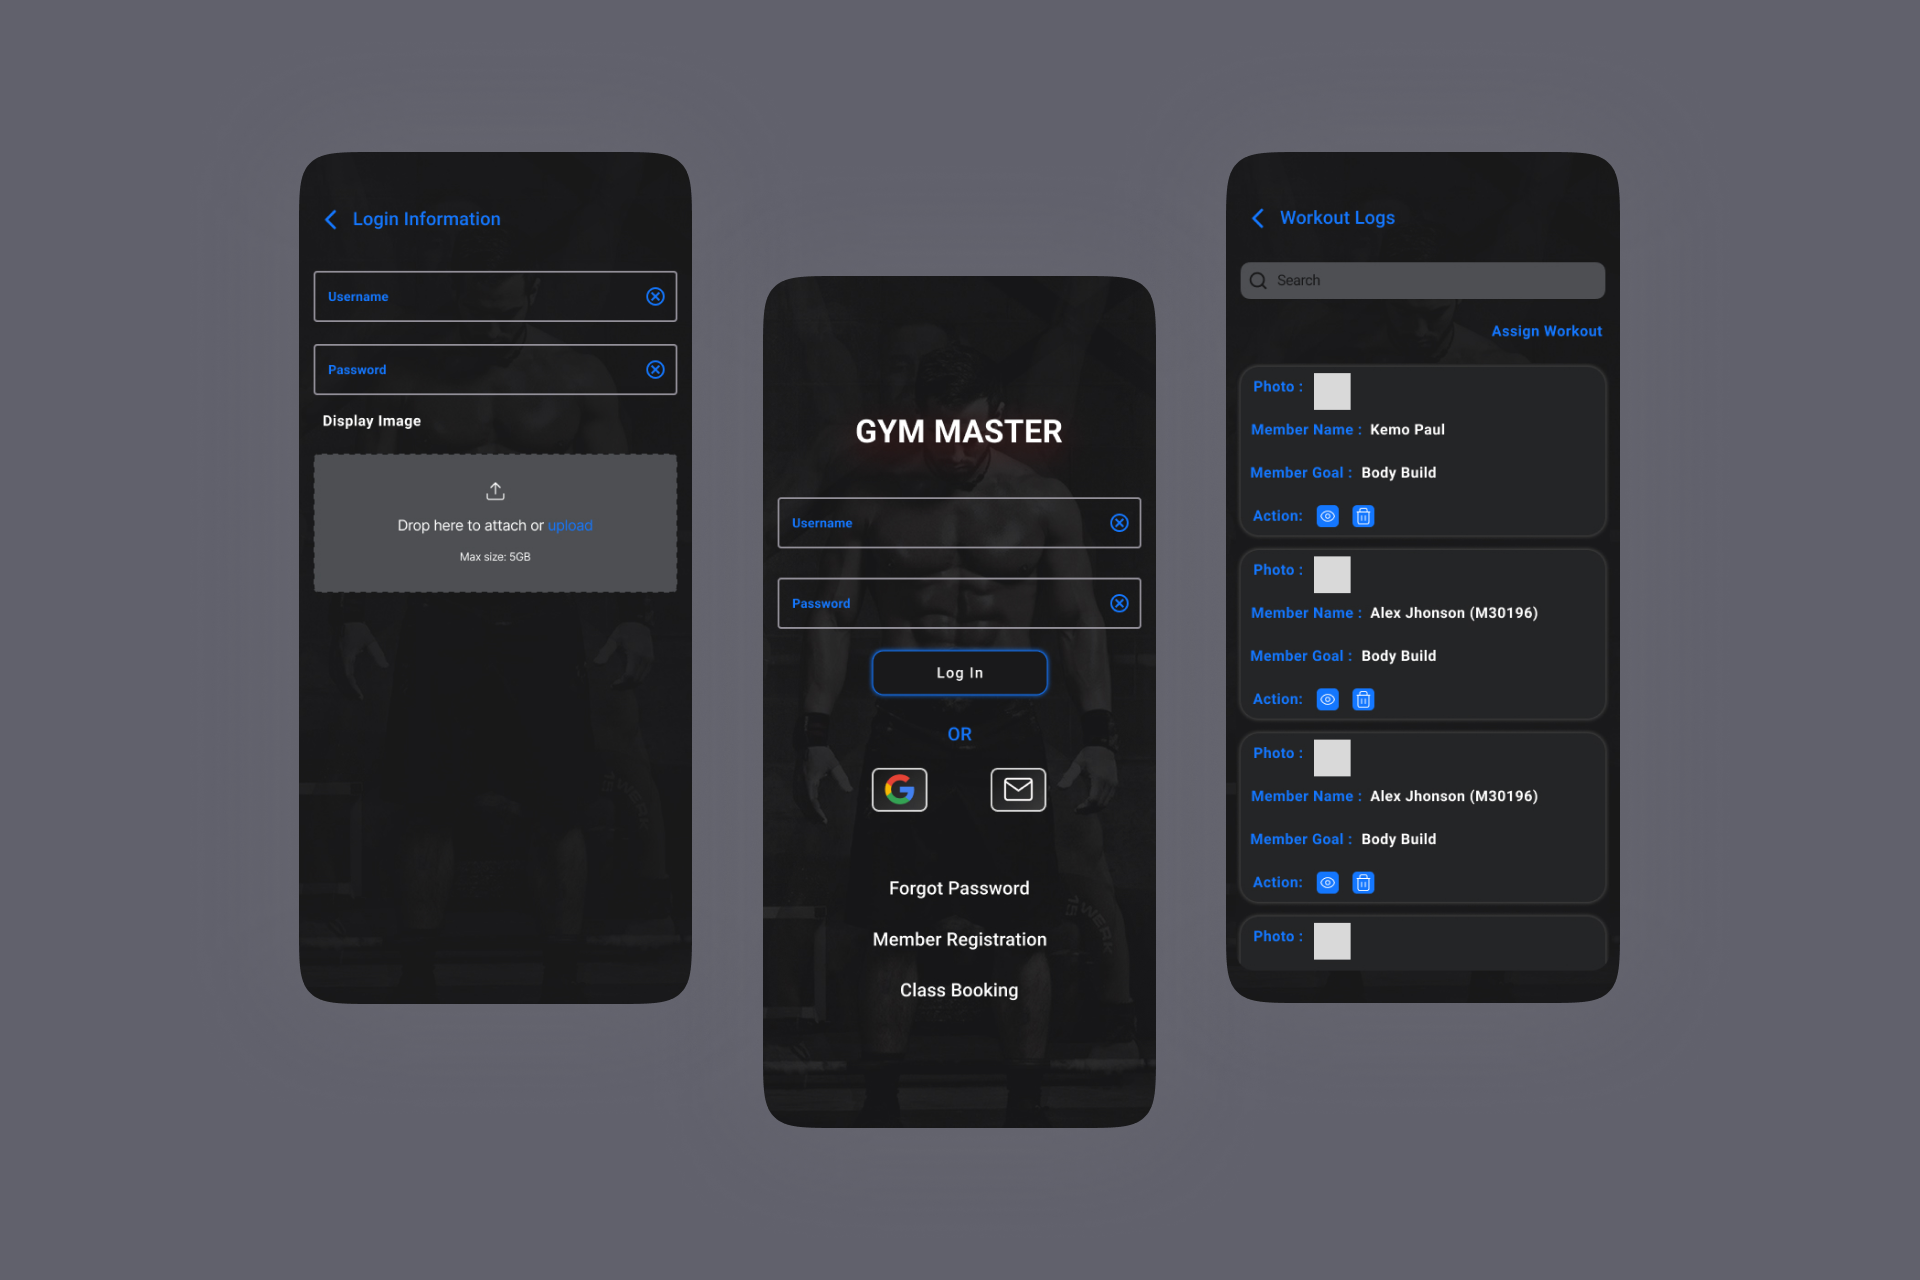 Login Information
Username
Password
Display Image
Drop here to attach or upload
Max size: 5GB
GYM MASTER
Username
Password
Log In
OR
Forgot Password
Member Registration
Class Booking
WERK
Workout Logs
Search
Assign Workout
Photo :
Member Name : Kemo Paul
Member Goal : Body Build
Action:
Photo :
Member Name : Alex Jhonson (M30196)
Member Goal : Body Build
Action:
Photo :
Member Name : Alex Jhonson (M30196)
Member Goal : Body Build
Action:
Photo :